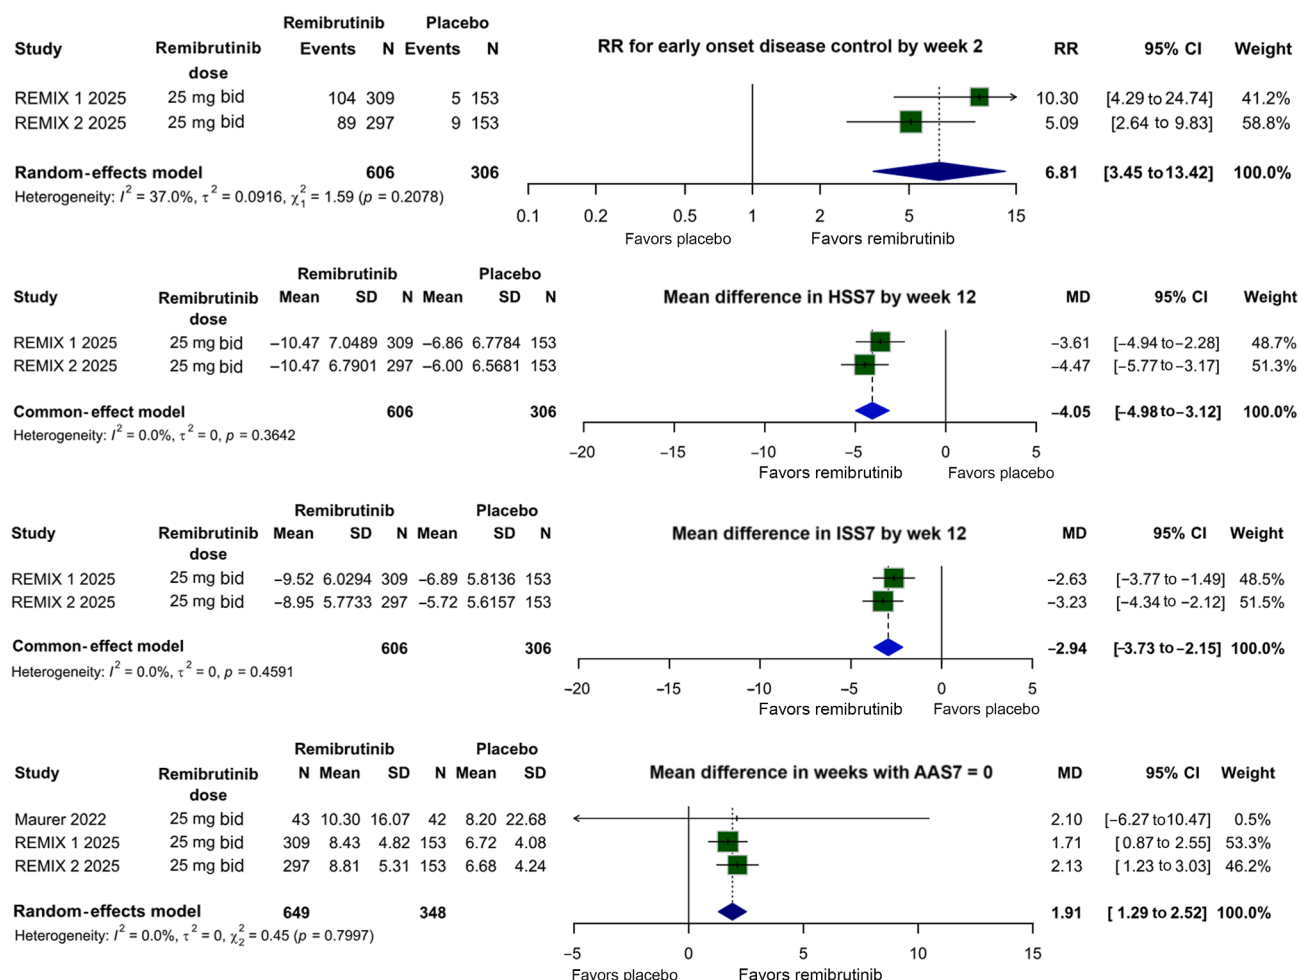 Remibrutinib Placebo
Study Remibrutinib dose Events N Events N RR for early onset disease control by week 2 RR 95% CI Weight
REMIX 1 2025 25 mg bid 104 309 5 153 10.30 [4.29 to 24.74] 41.2%
REMIX 2 2025 25 mg bid 89 297 9 153 5.09 [2.64 to 9.83] 58.8%
Random-effects model 606 306 6.81 [3.45 to 13.42] 100.0%
Heterogeneity: I² = 37.0%, τ² = 0.0916, χ²₁ = 1.59 (p = 0.2078)
0.1 0.2 0.5 1 2 5 15
Favors placebo Favors remibrutinib
Remibrutinib Placebo
Study Remibrutinib dose Mean SD N Mean SD N Mean difference in HSS7 by week 12 MD 95% CI Weight
REMIX 1 2025 25 mg bid −10.47 7.0489 309 −6.86 6.7784 153 −3.61 [−4.94 to −2.28] 48.7%
REMIX 2 2025 25 mg bid −10.47 6.7901 297 −6.00 6.5681 153 −4.47 [−5.77 to −3.17] 51.3%
Common-effect model 606 306 −4.05 [−4.98 to −3.12] 100.0%
Heterogeneity: I² = 0.0%, τ² = 0, p = 0.3642
−20 −15 −10 −5 0 5
Favors remibrutinib Favors placebo
Remibrutinib Placebo
Study Remibrutinib dose Mean SD N Mean SD N Mean difference in ISS7 by wek 12 MD 95% CI Weight
REMIX 1 2025 25 mg bid −9.52 6.0294 309 −6.89 5.8136 153 −2.63 [−3.77 to −1.49] 48.5%
REMIX 2 2025 25 mg bid −8.95 5.7733 297 −5.72 5.6157 153 −3.23 [−4.34 to −2.12] 51.5%
Common-effect model 606 306 −2.94 [−3.73 to −2.15] 100.0%
Heterogeneity: I² = 0.0%, τ² = 0, p = 0.4591
−20 −15 −10 −5 0 5
Favors remibrutinib Favors placebo
Remibrutinib Placebo
Study Remibrutinib dose N Mean SD N Mean SD Mean difference in weeks with AAS7 = 0 MD 95% CI Weight
Maurer 2022 25 mg bid 43 10.30 16.07 42 8.20 22.68 2.10 [−6.27 to 10.47] 0.5%
REMIX 1 2025 25 mg bid 309 8.43 4.82 153 6.72 4.08 1.71 [ 0.87 to 2.55] 53.3%
REMIX 2 2025 25 mg bid 297 8.81 5.31 153 6.68 4.24 2.13 [ 1.23 to 3.03] 46.2%
Random-effects model 649 348 1.91 [ 1.29 to 2.52] 100.0%
Heterogeneity: I² = 0.0%, τ² = 0, χ²₂ = 0.45 (p = 0.7997)
−5 0 5 10 15
Favors placebo Favors remibrutinib